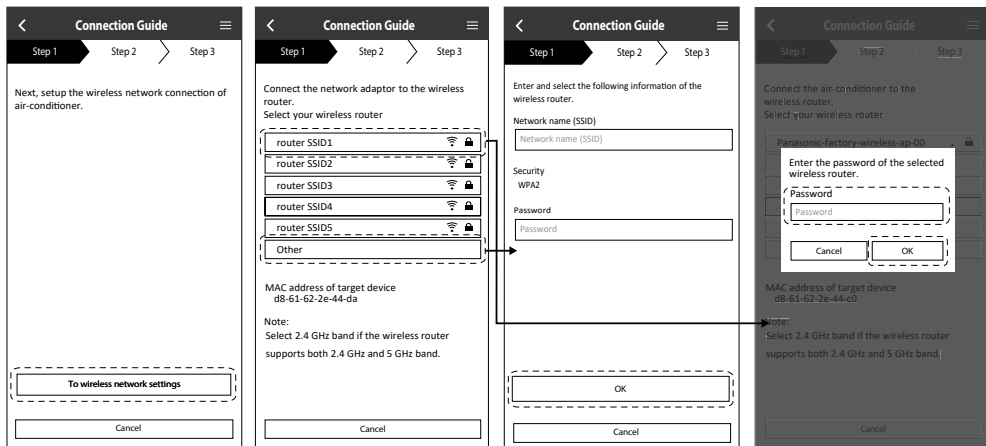 Connection Guide
Step 1
Step 2
Step 3
Next, setup the wireless network connection of
air-conditioner.
To wireless network settings
Cancel
Connection Guide
Step 1
Step 2
Step 3
Connect the network adaptor to the wireless
router.
Select your wireless router
router SSID1
router SSID2
router SSID3
router SSID4
router SSID5
Other
MAC address of target device
d8-61-62-2e-44-da
Note:
Select 2.4 GHz band if the wireless router
supports both 2.4 GHz and 5 GHz band.
Cancel
Connection Guide
Step 1
Step 2
Step 3
Enter and select the following information of the
wireless router.
Network name (SSID)
Network name (SSID)
Security
WPA2
Password
Password
OK
Cancel
Connection Guide
Step 1
Step 2
Step 3
Connect the air-conditioner to the
wireless router.
Select your wireless router
Panasonic-factory-wireless-ap-00
Enter the password of the selected
wireless router.
Password
Password
Cancel
OK
MAC address of target device
d8-61-62-2e-44-c0
Note:
Select 2.4 GHz band if the wireless router
supports both 2.4 GHz and 5 GHz band.
Cancel